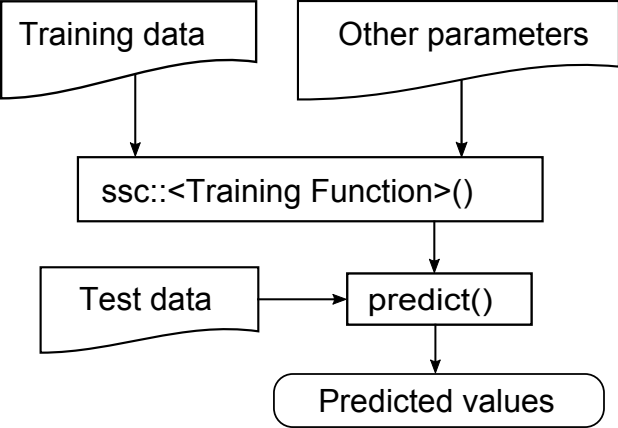 Training data
Other parameters
ssc::<Training Function>()
Test data
predict()
Predicted values